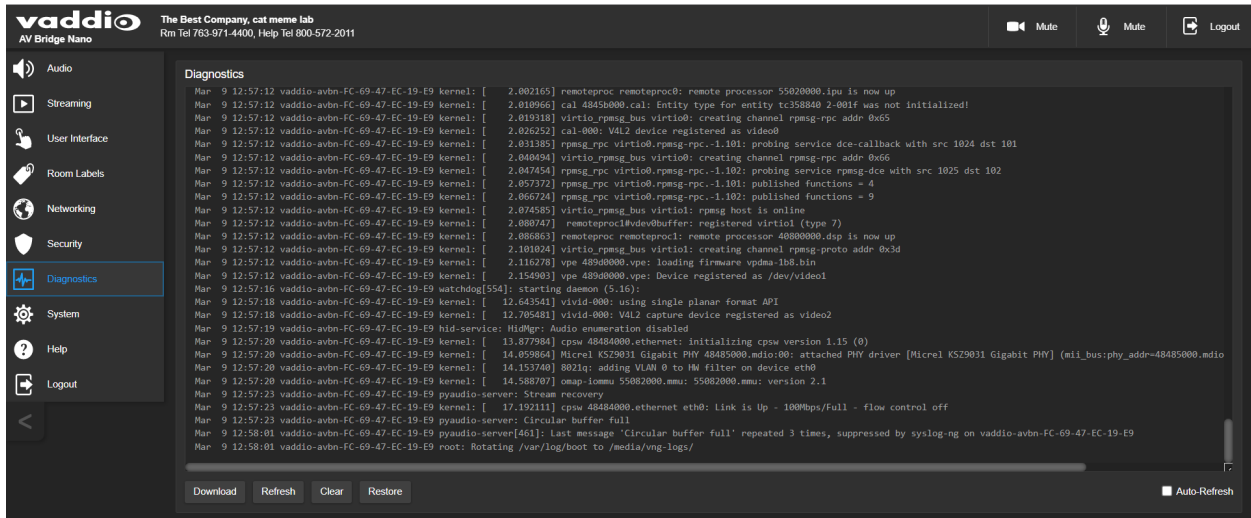 vaddio
AV Bridge Nano
The Best Company, cat meme lab
Rm Tel 763-971-4400, Help Tel 800-572-2011
Mute
Mute
Logout
Audio
Streaming
User Interface
Room Labels
Networking
Security
Diagnostics
System
Help
Logout
<
Diagnostics
Mar 9 12:57:12 vaddio-avbn-FC-69-47-EC-19-E9 kernel: [ 2.002165] remoteproc remoteproc0: remote processor 55020000.ipu is now up
Mar 9 12:57:12 vaddio-avbn-FC-69-47-EC-19-E9 kernel: [ 2.010966] cal 4845b000.cal: Entity type for entity tc358840 2-001f was not initialized!
Mar 9 12:57:12 vaddio-avbn-FC-69-47-EC-19-E9 kernel: [ 2.019318] virtio_rpmsg_bus virtio0: creating channel rpmsg-rpc addr 0x65
Mar 9 12:57:12 vaddio-avbn-FC-69-47-EC-19-E9 kernel: [ 2.026252] cal-000: V4L2 device registered as video0
Mar 9 12:57:12 vaddio-avbn-FC-69-47-EC-19-E9 kernel: [ 2.031385] rpmsg_rpc virtio0.rpmsg-rpc.-1.101: probing service dce-callback with src 1024 dst 101
Mar 9 12:57:12 vaddio-avbn-FC-69-47-EC-19-E9 kernel: [ 2.040494] virtio_rpmsg_bus virtio0: creating channel rpmsg-rpc addr 0x66
Mar 9 12:57:12 vaddio-avbn-FC-69-47-EC-19-E9 kernel: [ 2.047454] rpmsg_rpc virtio0.rpmsg-rpc.-1.102: probing service rpmsg-dce with src 1025 dst 102
Mar 9 12:57:12 vaddio-avbn-FC-69-47-EC-19-E9 kernel: [ 2.057372] rpmsg_rpc virtio0.rpmsg-rpc.-1.101: published functions = 4
Mar 9 12:57:12 vaddio-avbn-FC-69-47-EC-19-E9 kernel: [ 2.066724] rpmsg_rpc virtio0.rpmsg-rpc.-1.102: published functions = 9
Mar 9 12:57:12 vaddio-avbn-FC-69-47-EC-19-E9 kernel: [ 2.074585] virtio_rpmsg_bus virtio1: rpmsg host is online
Mar 9 12:57:12 vaddio-avbn-FC-69-47-EC-19-E9 kernel: [ 2.080747] remoteproc1#vdev0buffer: registered virtio1 (type 7)
Mar 9 12:57:12 vaddio-avbn-FC-69-47-EC-19-E9 kernel: [ 2.086863] remoteproc remoteproc1: remote processor 40800000.dsp is now up
Mar 9 12:57:12 vaddio-avbn-FC-69-47-EC-19-E9 kernel: [ 2.101024] virtio_rpmsg_bus virtio1: creating channel rpmsg-proto addr 0x3d
Mar 9 12:57:12 vaddio-avbn-FC-69-47-EC-19-E9 kernel: [ 2.116278] vpe 489d0000.vpe: loading firmware vpdma-1b8.bin
Mar 9 12:57:12 vaddio-avbn-FC-69-47-EC-19-E9 kernel: [ 2.154903] vpe 489d0000.vpe: Device registered as /dev/video1
Mar 9 12:57:16 vaddio-avbn-FC-69-47-EC-19-E9 watchdog[554]: starting daemon (5.16):
Mar 9 12:57:18 vaddio-avbn-FC-69-47-EC-19-E9 kernel: [ 12.643541] vivid-000: using single planar format API
Mar 9 12:57:18 vaddio-avbn-FC-69-47-EC-19-E9 kernel: [ 12.705481] vivid-000: V4L2 capture device registered as video2
Mar 9 12:57:19 vaddio-avbn-FC-69-47-EC-19-E9 hid-service: HidMgr: Audio enumeration disabled
Mar 9 12:57:20 vaddio-avbn-FC-69-47-EC-19-E9 kernel: [ 13.877984] cpsw 48484000.ethernet: initializing cpsw version 1.15 (0)
Mar 9 12:57:20 vaddio-avbn-FC-69-47-EC-19-E9 kernel: [ 14.059864] Micrel KSZ9031 Gigabit PHY 48485000.mdio:00: attached PHY driver [Micrel KSZ9031 Gigabit PHY] (mii_bus:phy_addr=48485000.mdio
Mar 9 12:57:20 vaddio-avbn-FC-69-47-EC-19-E9 kernel: [ 14.153740] 8021q: adding VLAN 0 to HW filter on device eth0
Mar 9 12:57:20 vaddio-avbn-FC-69-47-EC-19-E9 kernel: [ 14.588707] omap-iommu 55082000.mmu: 55082000.mmu: version 2.1
Mar 9 12:57:23 vaddio-avbn-FC-69-47-EC-19-E9 pyaudio-server: Stream recovery
Mar 9 12:57:23 vaddio-avbn-FC-69-47-EC-19-E9 kernel: [ 17.192111] cpsw 48484000.ethernet eth0: Link is Up - 100Mbps/Full - flow control off
Mar 9 12:57:23 vaddio-avbn-FC-69-47-EC-19-E9 pyaudio-server: Circular buffer full
Mar 9 12:58:01 vaddio-avbn-FC-69-47-EC-19-E9 pyaudio-server[461]: Last message 'Circular buffer full' repeated 3 times, suppressed by syslog-ng on vaddio-avbn-FC-69-47-EC-19-E9
Mar 9 12:58:01 vaddio-avbn-FC-69-47-EC-19-E9 root: Rotating /var/log/boot to /media/vng-logs/
Download
Refresh
Clear
Restore
Auto-Refresh